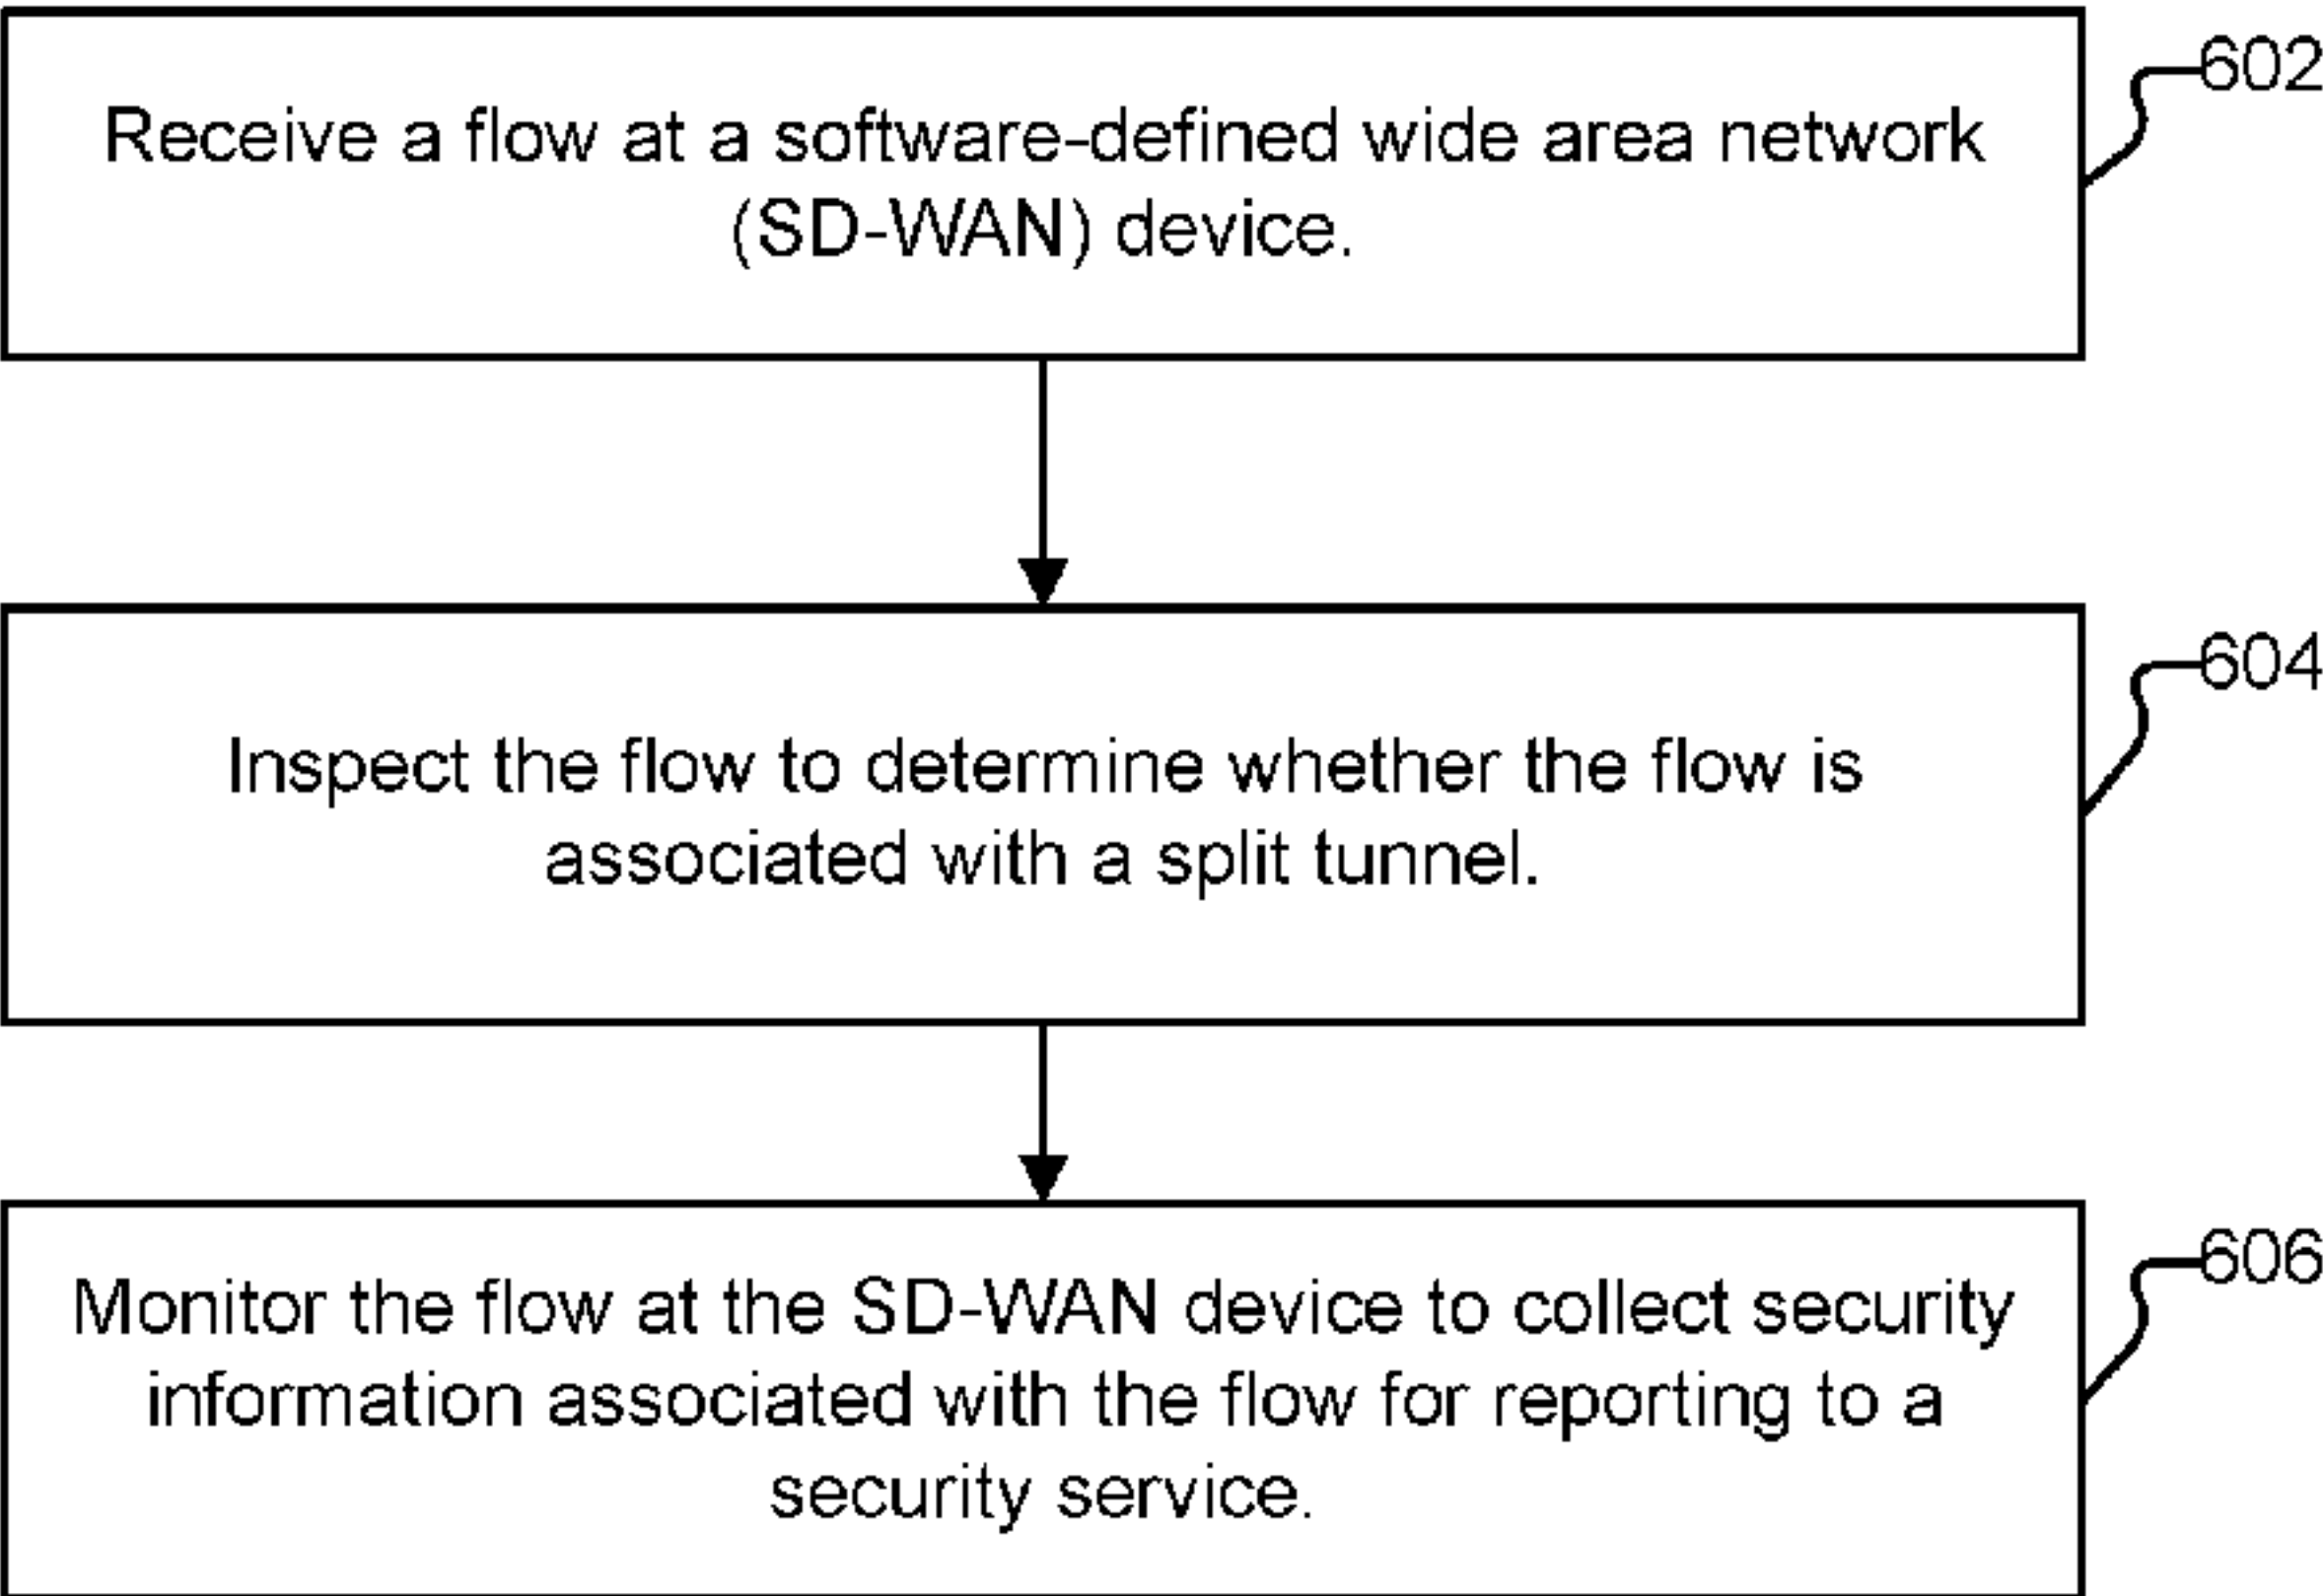 602
Receive a flow at a software-defined wide area network
(SD-WAN) device.
604
Inspect the flow to determine whether the flow is
associated with a split tunnel.
606
Monitor the flow at the SD-WAN device to collect security
information associated with the flow for reporting to a
security service.